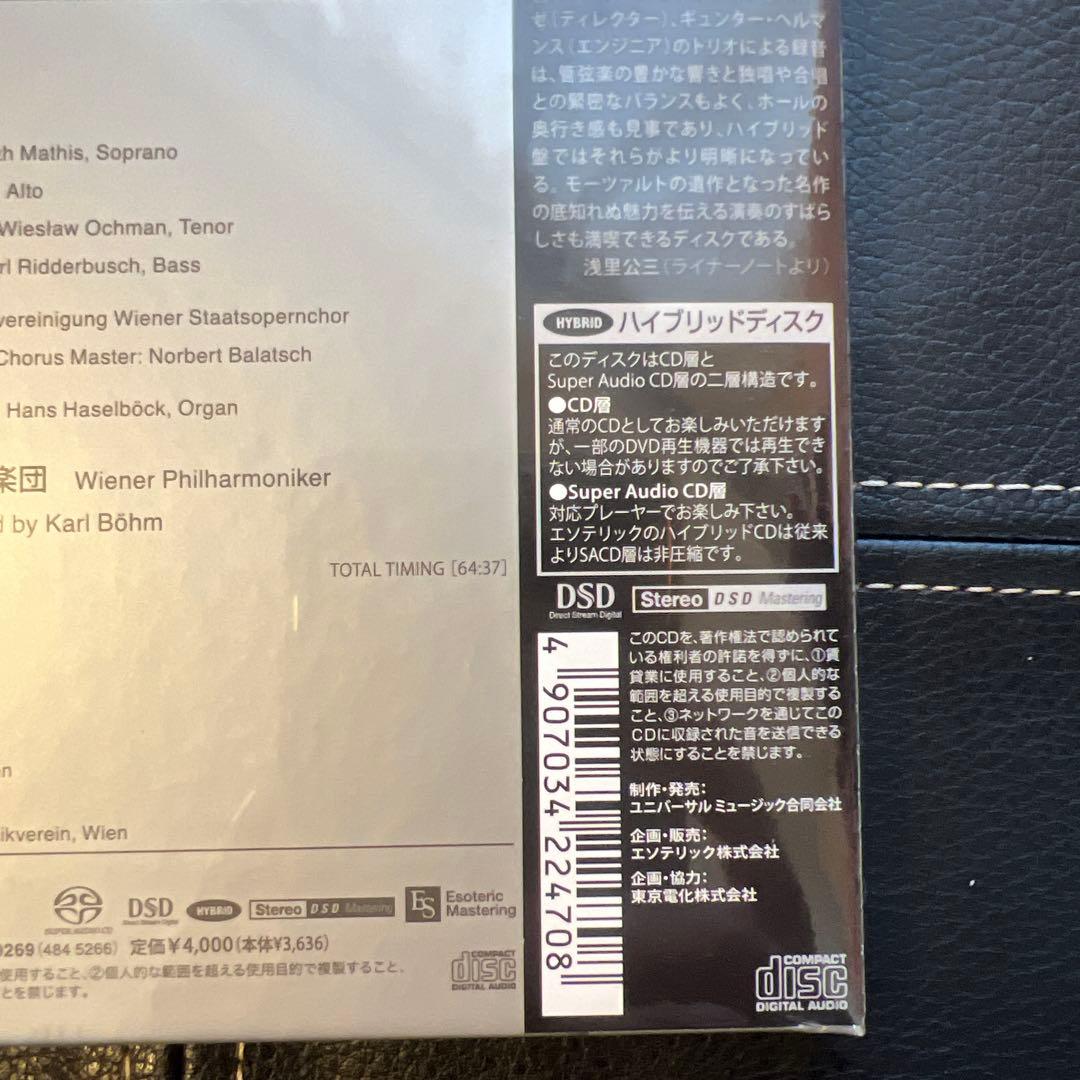 th Mathis, Soprano
Alto
Wiesław Ochman, Tenor
rl Ridderbusch, Bass
vereinigung Wiener Staatsopernchor
Chorus Master: Norbert Balatsch
Hans Haselböck, Organ
楽団 Wiener Philharmoniker
d by Karl Böhm
TOTAL TIMING [64:37]
n
ikverein, Wien
SUPER AUDIO CD
DSD
Direct Stream Digital
HYBRID
Stereo DSD Mastering
ES Esoteric
Mastering
0269 (484 5266) 定価¥4,000(本体¥3,636)
使用すること、②個人的な範囲を超える使用目的で複製すること、
とを禁じます。
COMPACT
disc
DIGITAL AUDIO
ゼ(ディレクター)、ギュンター・ヘルマ
ンス(エンジニア)のトリオによる録音
は、管弦楽の豊かな響きと独唱や合唱
との緊密なバランスもよく、ホールの
奥行き感も見事であり、ハイブリッド
盤ではそれらがより明晰になってい
る。モーツァルトの遺作となった名作
の底知れぬ魅力を伝える演奏のすばら
しさも満喫できるディスクである。
浅里公三(ライナーノートより)
HYBRID ハイブリッドディスク
このディスクはCD層と
Super Audio CD層の二層構造です。
●CD層
通常のCDとしてお楽しみいただけます
が、一部のDVD再生機器では再生でき
ない場合がありますのでご了承下さい。
●Super Audio CD層
対応プレーヤーでお楽しみ下さい。
エソテリックのハイブリッドCDは従来
よりSACD層は非圧縮です。
DSD
Direct Stream Digital
Stereo DSD Mastering
4 907034 224708
このCDを、著作権法で認められて
いる権利者の許諾を得ずに、①賃
貸業に使用すること、②個人的な
範囲を超える使用目的で複製する
こと、③ネットワークを通じてこの
CDに収録された音を送信できる
状態にすることを禁じます。
制作・発売:
ユニバーサル ミュージック合同会社
企画・販売:
エソテリック株式会社
企画・協力:
東京電化株式会社
COMPACT
disc
DIGITAL AUDIO